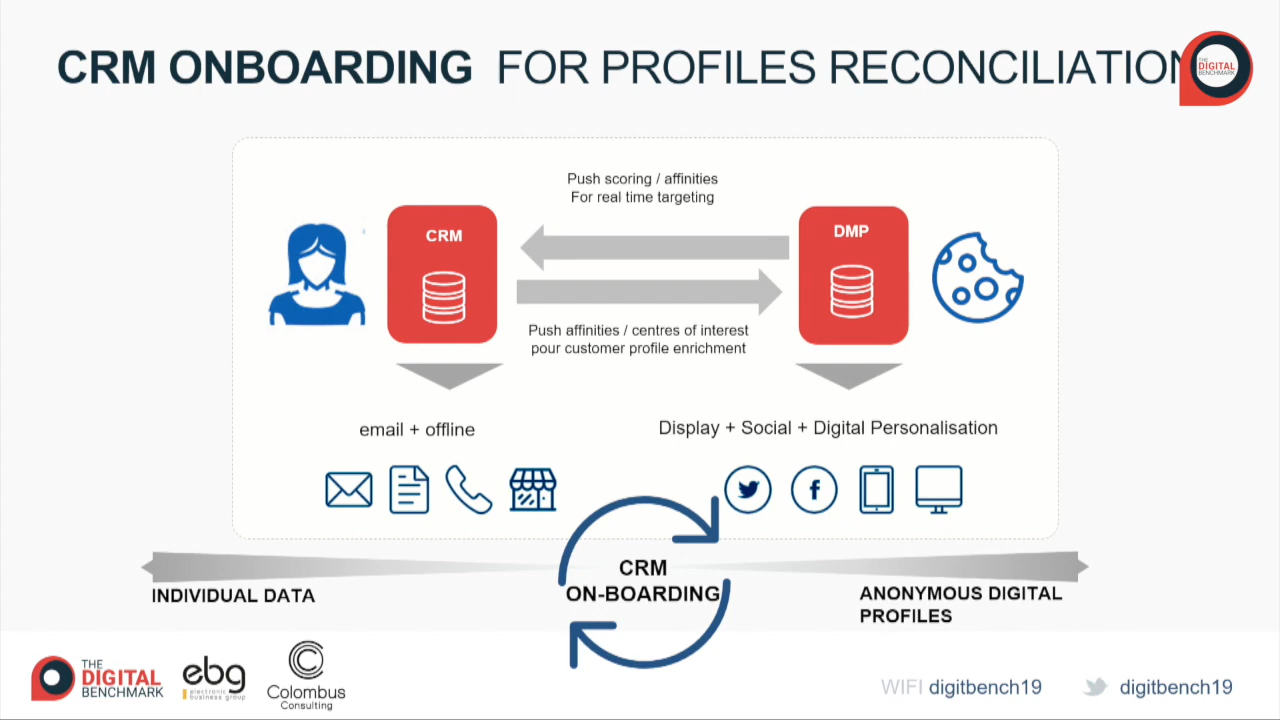 CRM ONBOARDING FOR PROFILES RECONCILIATION
THE
DIGITAL
BENCHMARK
Push scoring / affinities
For real time targeting
CRM
DMP
Push affinities / centres of interest
pour customer profile enrichment
email + offline
Display + Social + Digital Personalisation
CRM
ON-BOARDING
INDIVIDUAL DATA
ANONYMOUS DIGITAL
PROFILES
THE
DIGITAL
BENCHMARK
ebg
electronic
business group
Colombus
Consulting
WIFI digitbench19
digitbench19